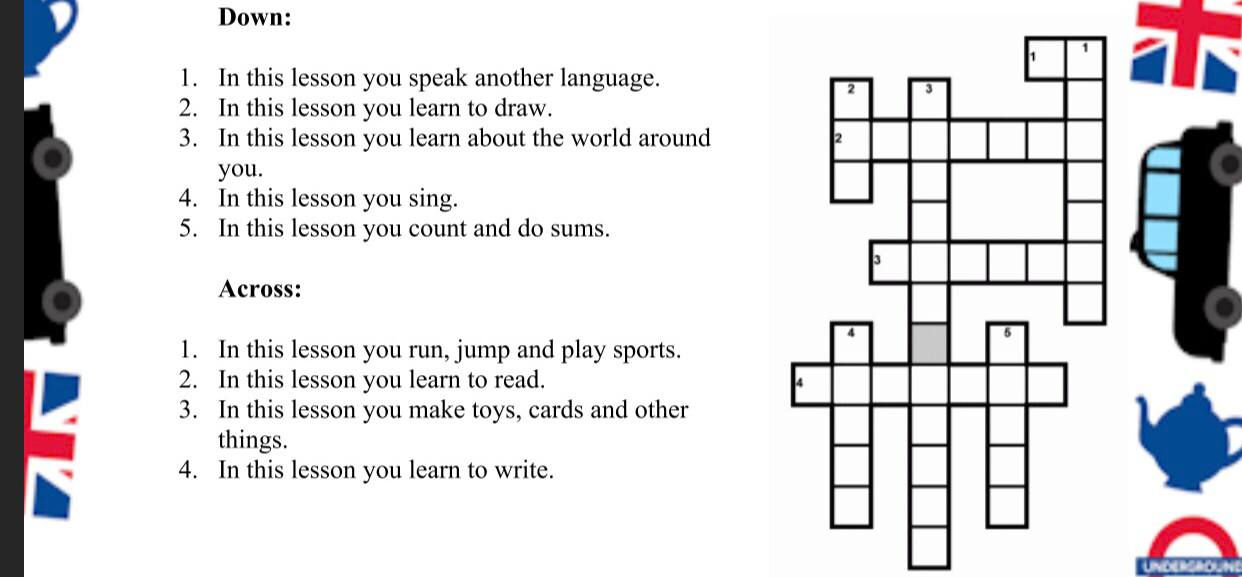 Down:
1. In this lesson you speak another language.
2. In this lesson you learn to draw.
3. In this lesson you learn about the world around
you.
4. In this lesson you sing.
5. In this lesson you count and do sums.
Across:
1. In this lesson you run, jump and play sports.
2. In this lesson you learn to read.
3. In this lesson you make toys, cards and other
things.
4. In this lesson you learn to write.
1
1
2
3
2
3
4
5
4
UNDERGROUND